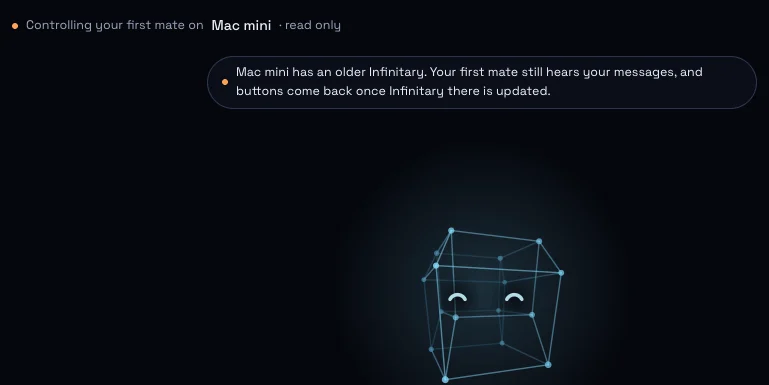 Controlling your first mate on Mac mini · read only
Mac mini has an older Infinitary. Your first mate still hears your messages, and
buttons come back once Infinitary there is updated.